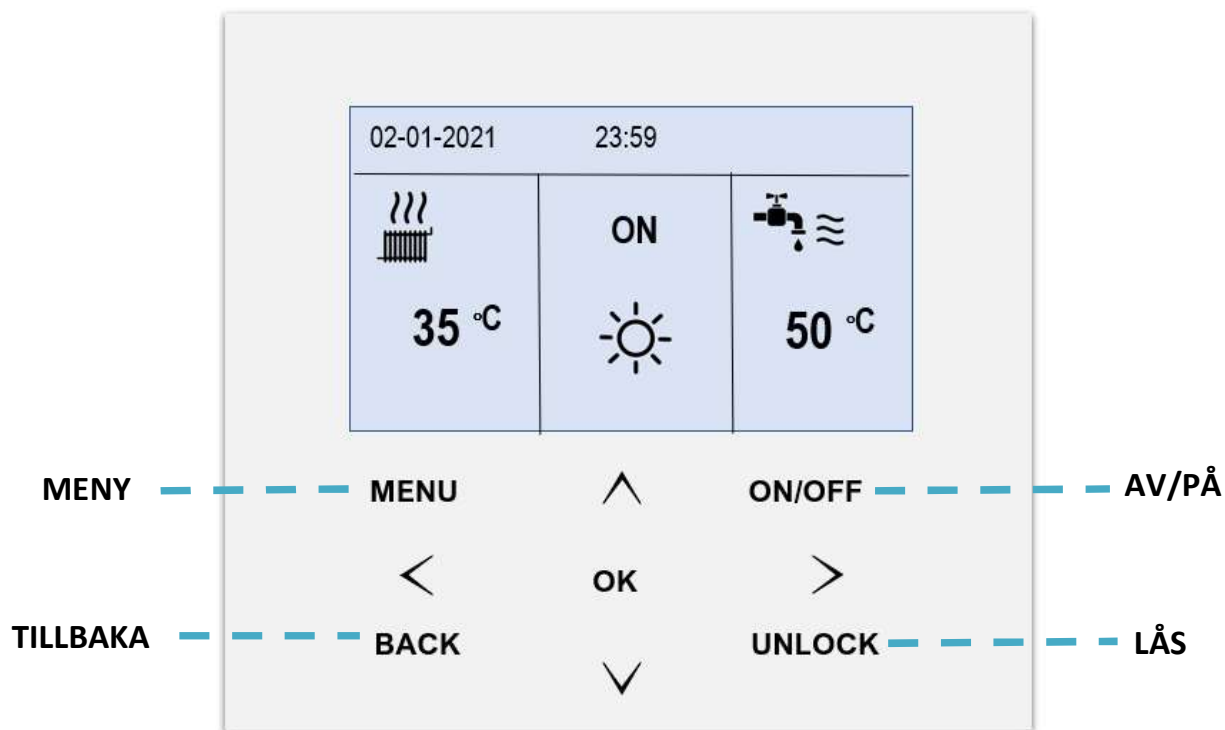 02-01-2021 23:59
ON
35 °C
50 °C
MENY MENU ON/OFF AV/PÅ
OK
TILLBAKA BACK UNLOCK LÅS